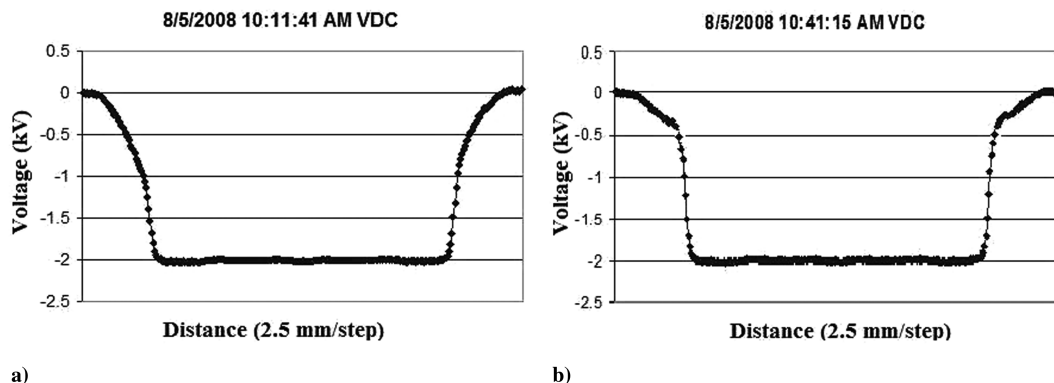 8/5/2008 10:11:41 AM VDC
0.5
0
-0.5
-1
-1.5
-2
-2.5
Voltage (kV)
Distance (2.5 mm/step)
a)
8/5/2008 10:41:15 AM VDC
0.5
0
-0.5
-1
-1.5
-2
-2.5
Voltage (kV)
Distance (2.5 mm/step)
b)